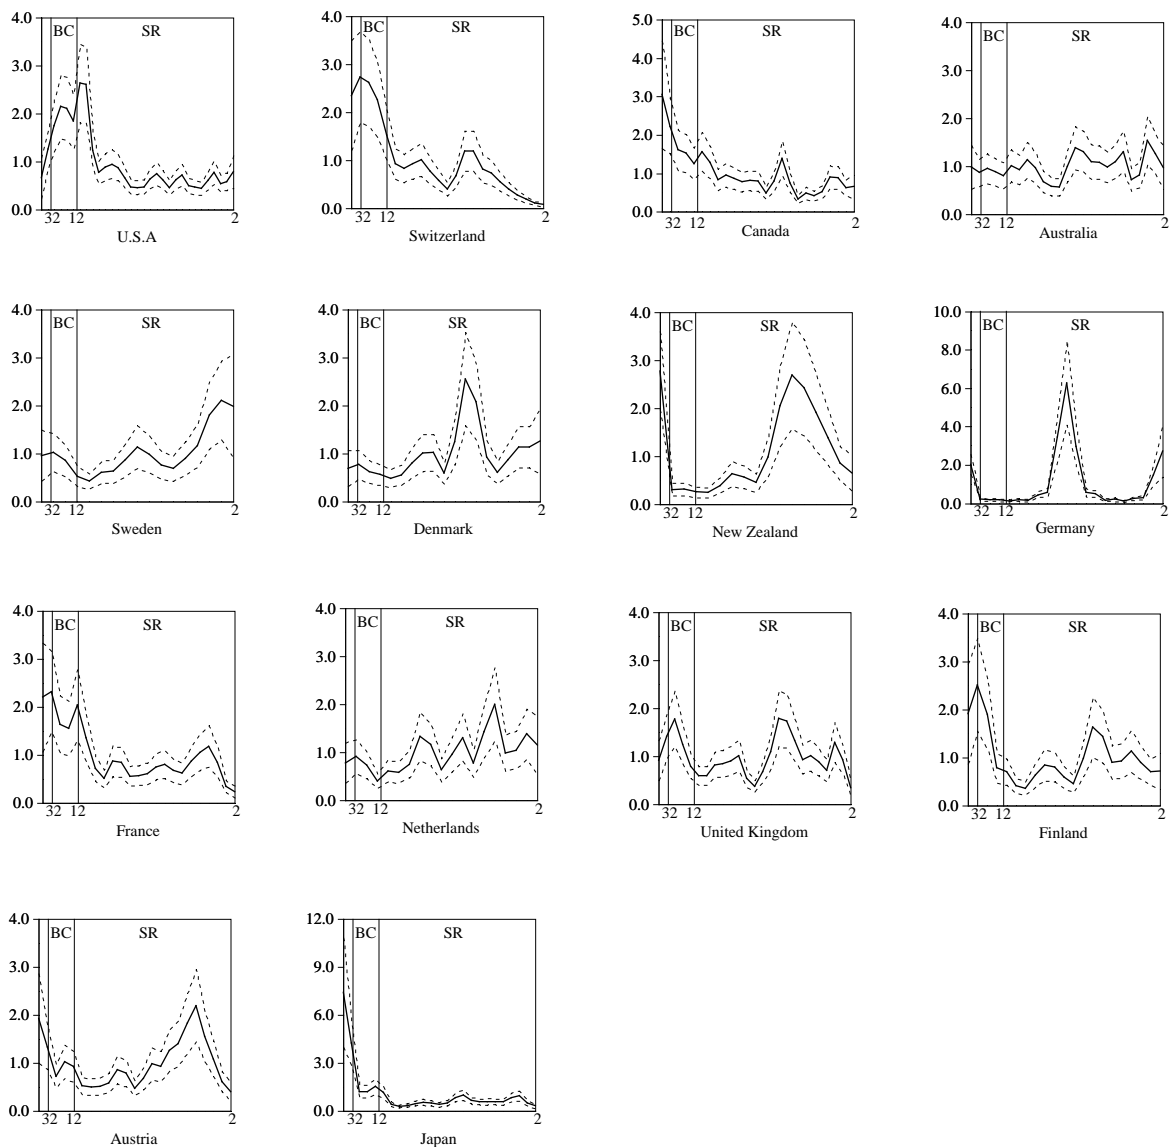 4.0 BC SR
3.0
2.0
1.0
0.0
32 12 2
U.S.A
4.0 BC SR
3.0
2.0
1.0
0.0
32 12 2
Switzerland
5.0 BC SR
4.0
3.0
2.0
1.0
0.0
32 12 2
Canada
4.0 BC SR
3.0
2.0
1.0
0.0
32 12 2
Australia
4.0 BC SR
3.0
2.0
1.0
0.0
32 12 2
Sweden
4.0 BC SR
3.0
2.0
1.0
0.0
32 12 2
Denmark
4.0 BC SR
3.0
2.0
1.0
0.0
32 12 2
New Zealand
10.0 BC SR
8.0
6.0
4.0
2.0
0.0
32 12 2
Germany
4.0 BC SR
3.0
2.0
1.0
0.0
32 12 2
France
4.0 BC SR
3.0
2.0
1.0
0.0
32 12 2
Netherlands
4.0 BC SR
3.0
2.0
1.0
0.0
32 12 2
United Kingdom
4.0 BC SR
3.0
2.0
1.0
0.0
32 12 2
Finland
4.0 BC SR
3.0
2.0
1.0
0.0
32 12 2
Austria
12.0 BC SR
9.0
6.0
3.0
0.0
32 12 2
Japan